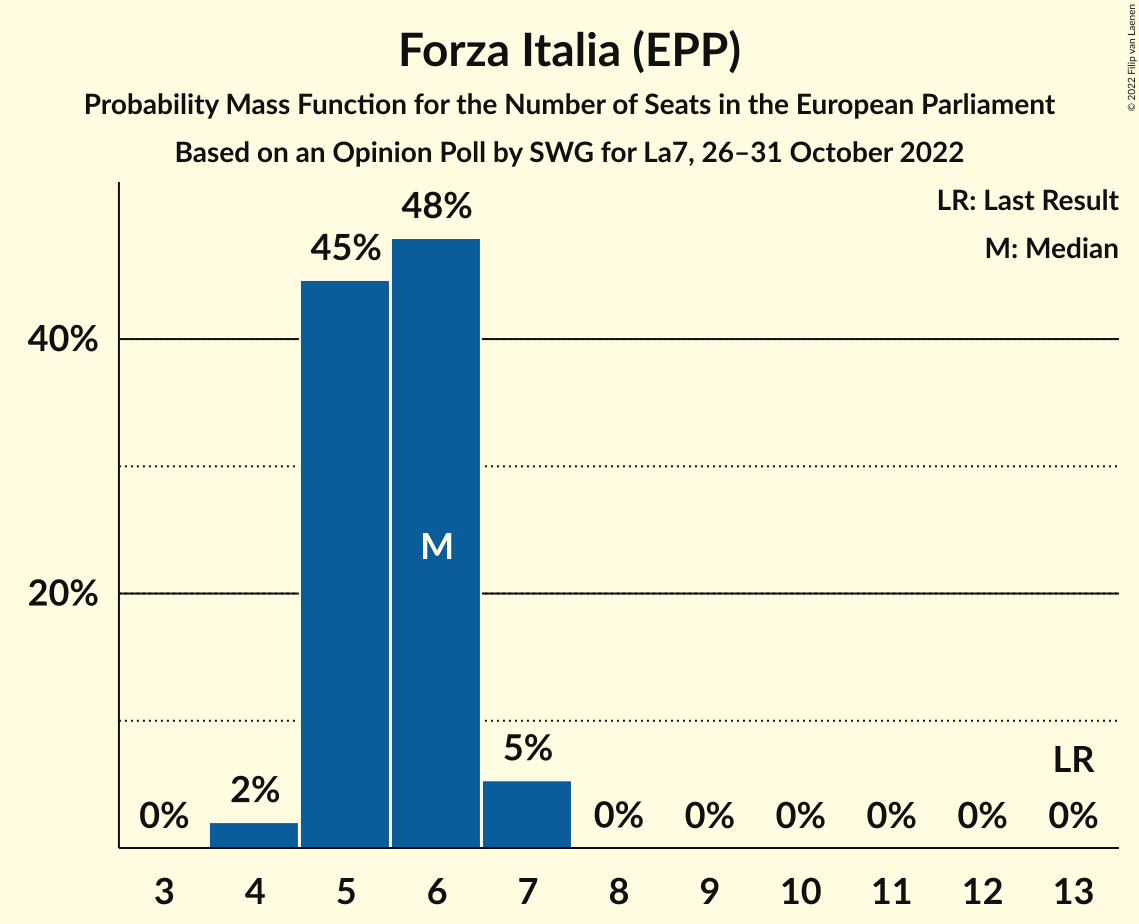 Forza Italia (EPP)
Probability Mass Function for the Number of Seats in the European Parliament
Based on an Opinion Poll by SWG for La7, 26–31 October 2022
© 2022 Filip van Laenen
LR: Last Result
M: Median
40%
20%
0%
2%
45%
48%
M
5%
0%
0%
0%
0%
0%
LR
0%
3 4 5 6 7 8 9 10 11 12 13